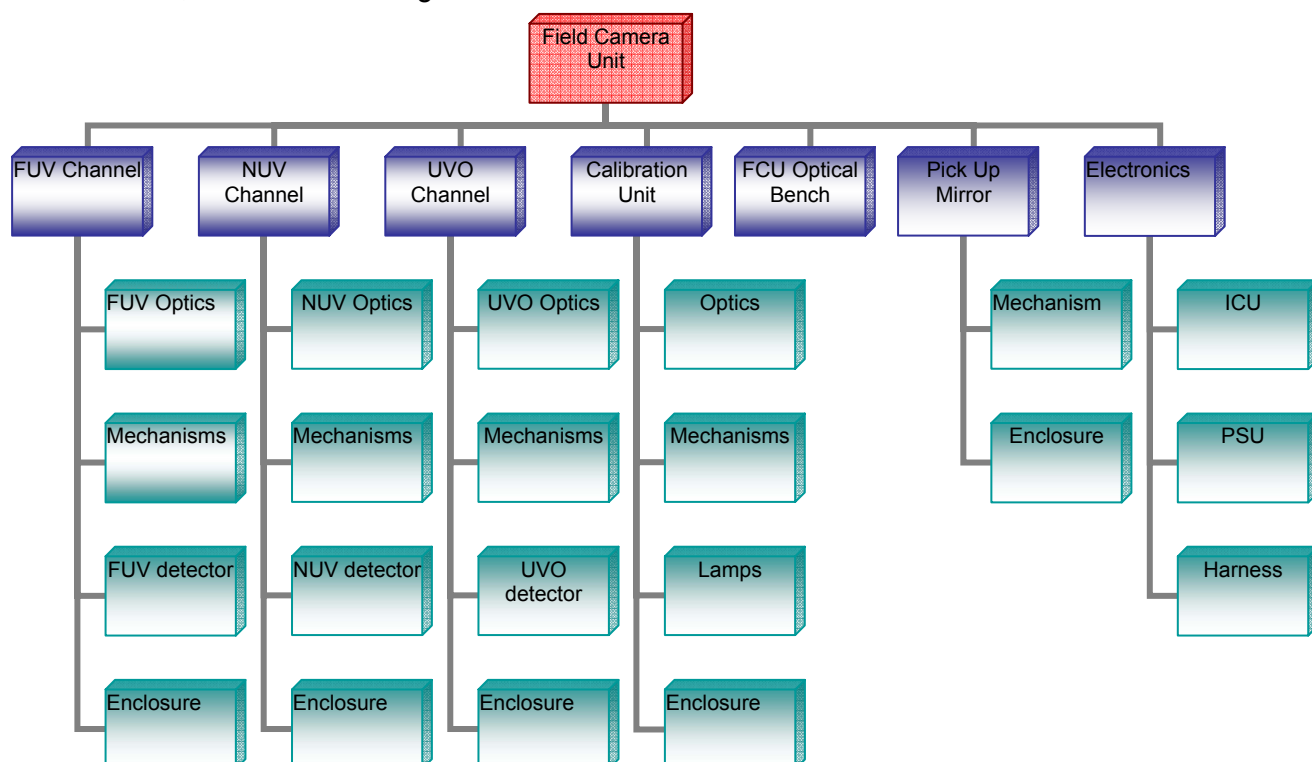 Field Camera
Unit
FUV Channel
NUV
Channel
UVO
Channel
Calibration
Unit
FCU Optical
Bench
Pick Up
Mirror
Electronics
FUV Optics
NUV Optics
UVO Optics
Optics
Mechanism
ICU
Mechanisms
Mechanisms
Mechanisms
Mechanisms
Enclosure
PSU
FUV detector
NUV detector
UVO
detector
Lamps
Harness
Enclosure
Enclosure
Enclosure
Enclosure